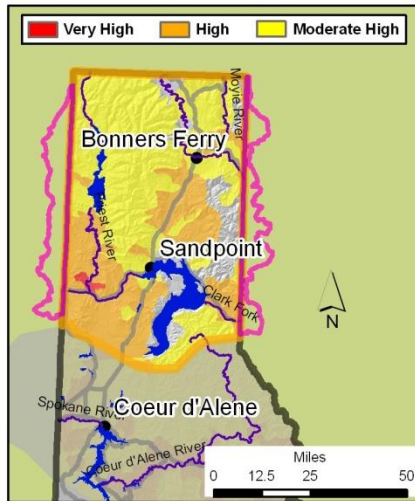 Very High High Moderate High
Moyie River
Bonners Ferry
Priest River
Sandpoint
Clark Fork
N
Spokane River
Coeur d'Alene
Coeur d'Alene River
Miles
0 12.5 25 50